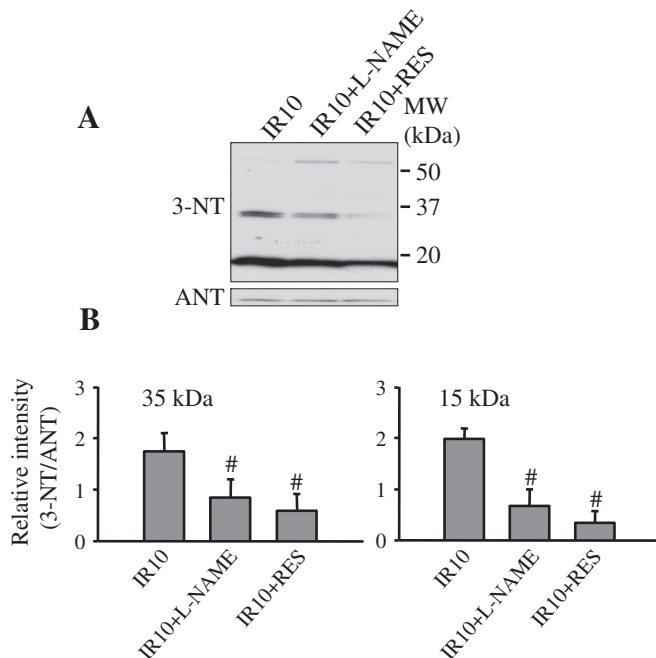 A
IR10
IR10+L-NAME
IR10+RES
MW
(kDa)
50
3-NT
37
20
ANT
B
Relative intensity
(3-NT/ANT)
3
2
1
0
35 kDa
#
#
IR10
IR10+L-NAME
IR10+RES
3
2
1
0
15 kDa
#
#
IR10
IR10+L-NAME
IR10+RES